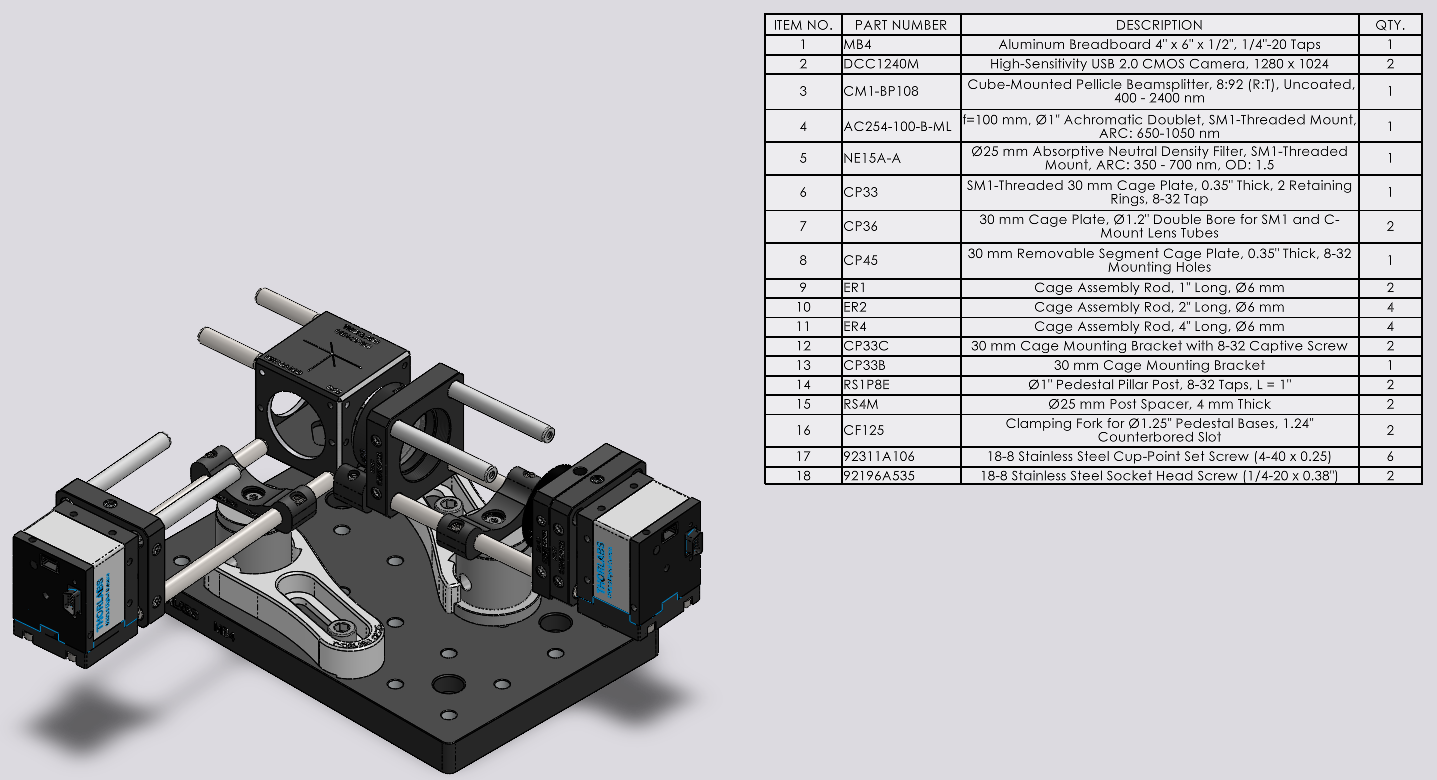 ITEM NO. PART NUMBER DESCRIPTION QTY.
1 MB4 Aluminum Breadboard 4" x 6" x 1/2", 1/4"-20 Taps 1
2 DCC1240M High-Sensitivity USB 2.0 CMOS Camera, 1280 x 1024 2
3 CM1-BP108 Cube-Mounted Pellicle Beamsplitter, 8:92 (R:T), Uncoated, 1
400 - 2400 nm
4 AC254-100-B-ML f=100 mm, Ø1" Achromatic Doublet, SM1-Threaded Mount, 1
ARC: 650-1050 nm
5 NE15A-A Ø25 mm Absorptive Neutral Density Filter, SM1-Threaded 1
Mount, ARC: 350 - 700 nm, OD: 1.5
6 CP33 SM1-Threaded 30 mm Cage Plate, 0.35" Thick, 2 Retaining 1
Rings, 8-32 Tap
7 CP36 30 mm Cage Plate, Ø1.2" Double Bore for SM1 and C- 2
Mount Lens Tubes
8 CP45 30 mm Removable Segment Cage Plate, 0.35" Thick, 8-32 1
Mounting Holes
9 ER1 Cage Assembly Rod, 1" Long, Ø6 mm 2
10 ER2 Cage Assembly Rod, 2" Long, Ø6 mm 4
11 ER4 Cage Assembly Rod, 4" Long, Ø6 mm 4
12 CP33C 30 mm Cage Mounting Bracket with 8-32 Captive Screw 2
13 CP33B 30 mm Cage Mounting Bracket 1
14 RS1P8E Ø1" Pedestal Pillar Post, 8-32 Taps, L = 1" 2
15 RS4M Ø25 mm Post Spacer, 4 mm Thick 2
16 CF125 Clamping Fork for Ø1.25" Pedestal Bases, 1.24" 2
Counterbored Slot
17 92311A106 18-8 Stainless Steel Cup-Point Set Screw (4-40 x 0.25) 6
18 92196A535 18-8 Stainless Steel Socket Head Screw (1/4-20 x 0.38") 2
THORLABS
THORLABS